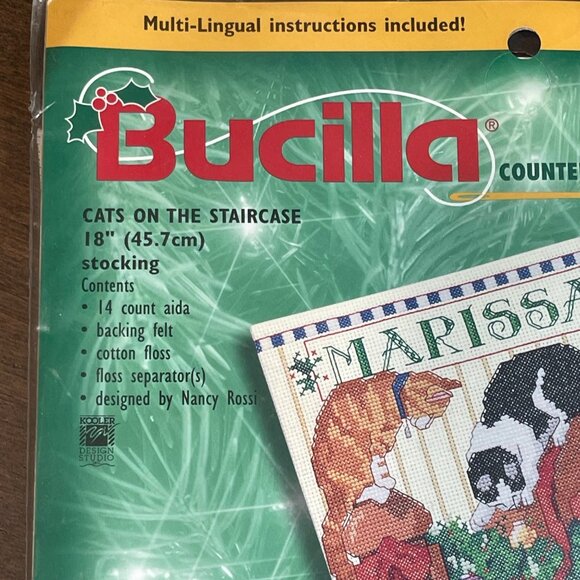 Multi-Lingual instructions included!
Bucilla®
CATS ON THE STAIRCASE
18" (45.7cm)
stocking
Contents
• 14 count aida
• backing felt
• cotton floss
• floss separator(s)
• designed by Nancy Rossi
KOOLER
DESIGN
STUDIO
MARISSA